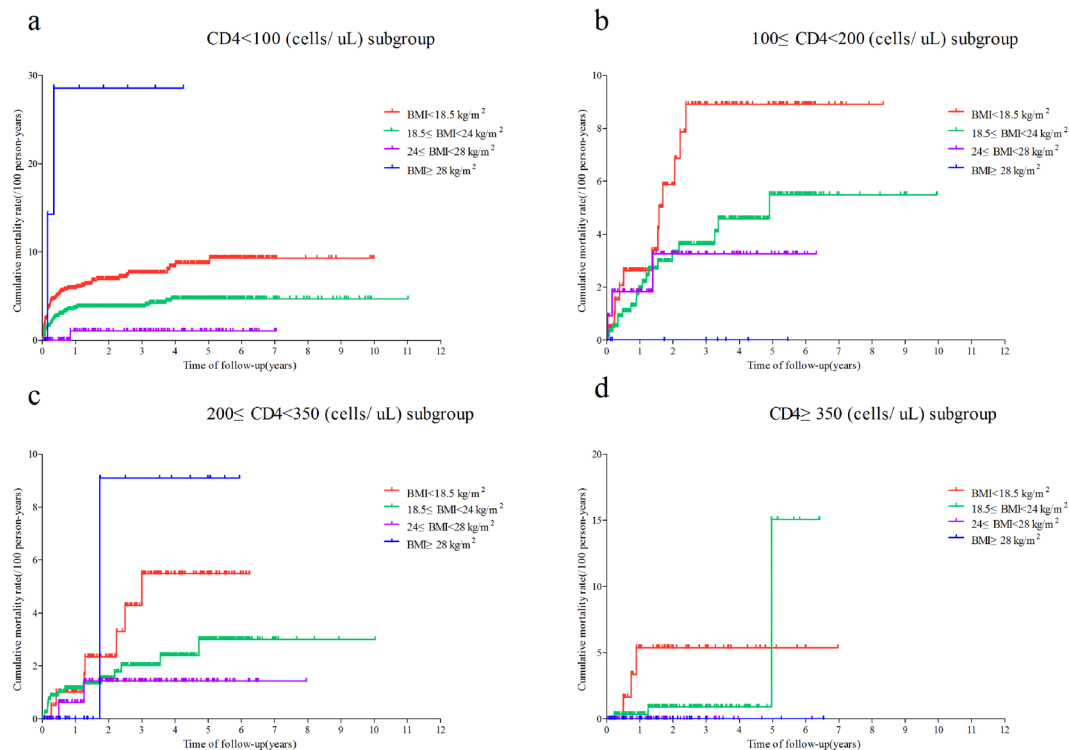 a
CD4<100 (cells/ uL) subgroup
Cumulative mortality rate(/100 person-years)
30
20
10
0
0 1 2 3 4 5 6 7 8 9 10 11 12
Time of follow-up(years)
BMI<18.5 kg/m²
18.5≤ BMI<24 kg/m²
24≤ BMI<28 kg/m²
BMI≥ 28 kg/m²
b
100≤ CD4<200 (cells/ uL) subgroup
Cumulative mortality rate(/100 person-years)
10
8
6
4
2
0
0 1 2 3 4 5 6 7 8 9 10 11 12
Time of follow-up(years)
BMI<18.5 kg/m²
18.5≤ BMI<24 kg/m²
24≤ BMI<28 kg/m²
BMI≥ 28 kg/m²
c
200≤ CD4<350 (cells/ uL) subgroup
Cumulative mortality rate(/100 person-years)
10
8
6
4
2
0
0 1 2 3 4 5 6 7 8 9 10 11 12
Time of follow-up(years)
BMI<18.5 kg/m²
18.5≤ BMI<24 kg/m²
24≤ BMI<28 kg/m²
BMI≥ 28 kg/m²
d
CD4≥ 350 (cells/ uL) subgroup
Cumulative mortality rate(/100 person-years)
20
15
10
5
0
0 1 2 3 4 5 6 7 8 9 10 11 12
Time of follow-up(years)
BMI<18.5 kg/m²
18.5≤ BMI<24 kg/m²
24≤ BMI<28 kg/m²
BMI≥ 28 kg/m²